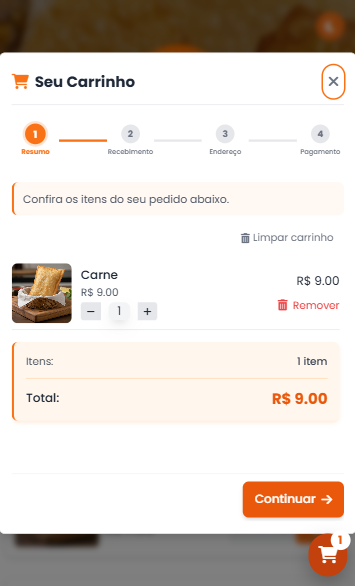 Seu Carrinho
1
2
3
4
Resumo
Recebimento
Endereço
Pagamento
Confira os itens do seu pedido abaixo.
Limpar carrinho
Carne
R$ 9.00
R$ 9.00
1
Remover
Itens:
1 item
Total:
R$ 9.00
Continuar
1